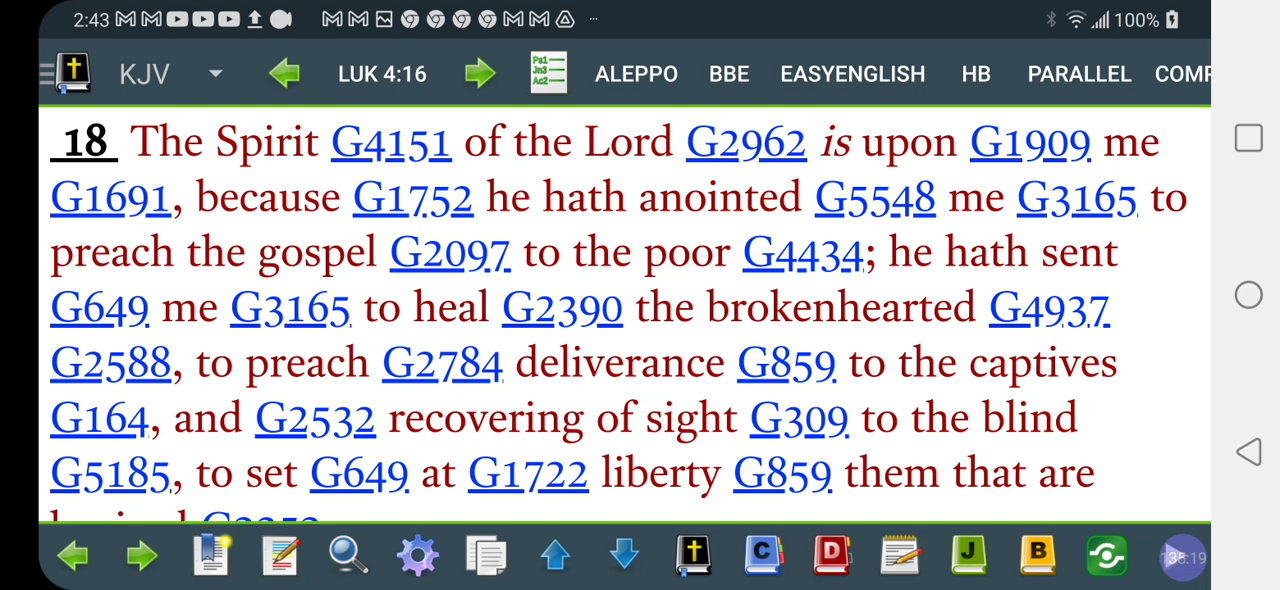 2:43 100%
KJV LUK 4:16 ALEPPO BBE EASYENGLISH HB PARALLEL COMP
18 The Spirit G4151 of the Lord G2962 is upon G1909 me
G1691, because G1752 he hath anointed G5548 me G3165 to
preach the gospel G2097 to the poor G4434; he hath sent
G649 me G3165 to heal G2390 the brokenhearted G4937
G2588, to preach G2784 deliverance G859 to the captives
G164, and G2532 recovering of sight G309 to the blind
G5185, to set G649 at G1722 liberty G859 them that are
C D J B